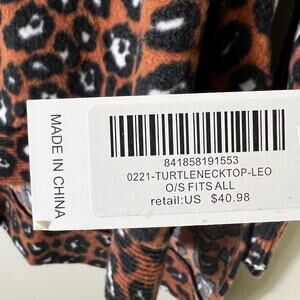 MADE IN CHINA
841858191553
0221-TURTLENECKTOP-LEO
O/S FITS ALL
retail:US $40.98